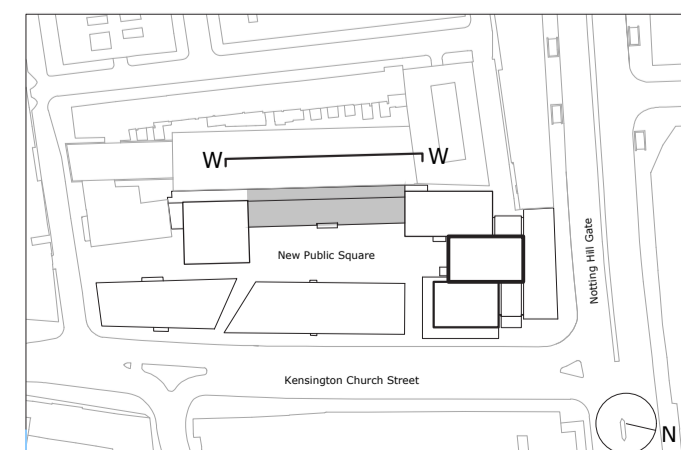 W
W
New Public Square
Notting Hill Gate
Kensington Church Street
N